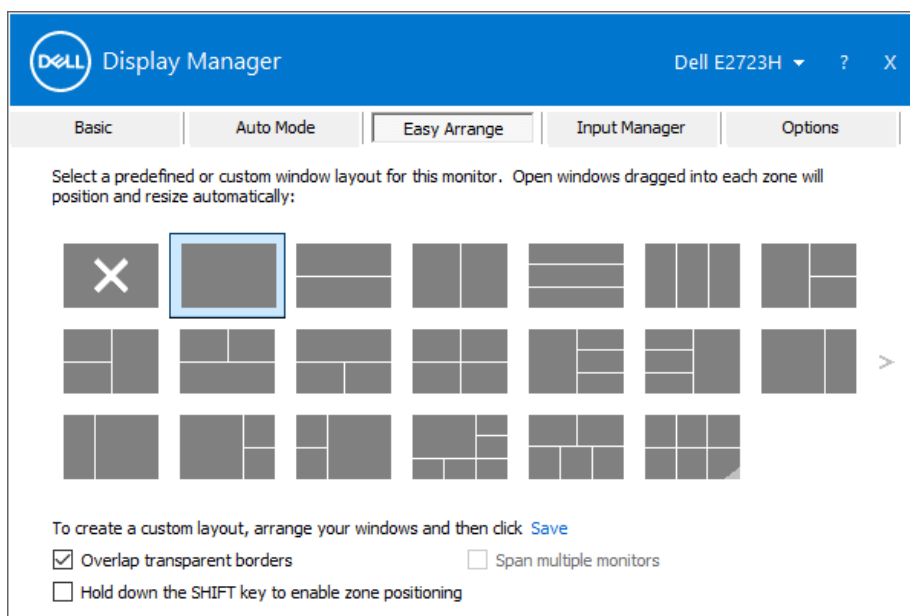 DELL Display Manager Dell E2723H ? X
Basic Auto Mode Easy Arrange Input Manager Options
Select a predefined or custom window layout for this monitor. Open windows dragged into each zone will
position and resize automatically:
>
To create a custom layout, arrange your windows and then click Save
Overlap transparent borders Span multiple monitors
Hold down the SHIFT key to enable zone positioning